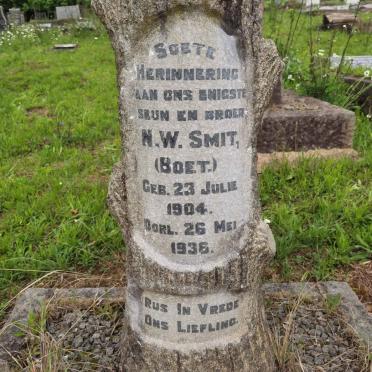 SOETE
HERINNERING
AAN ONS ENIGSTE
SEUN EN BROER
N.W. SMIT,
(BOET.)
GEB. 23 JULIE
1904.
OORL. 26 MEI
1936.
RUS IN VREDE
ONS LIEFLING.